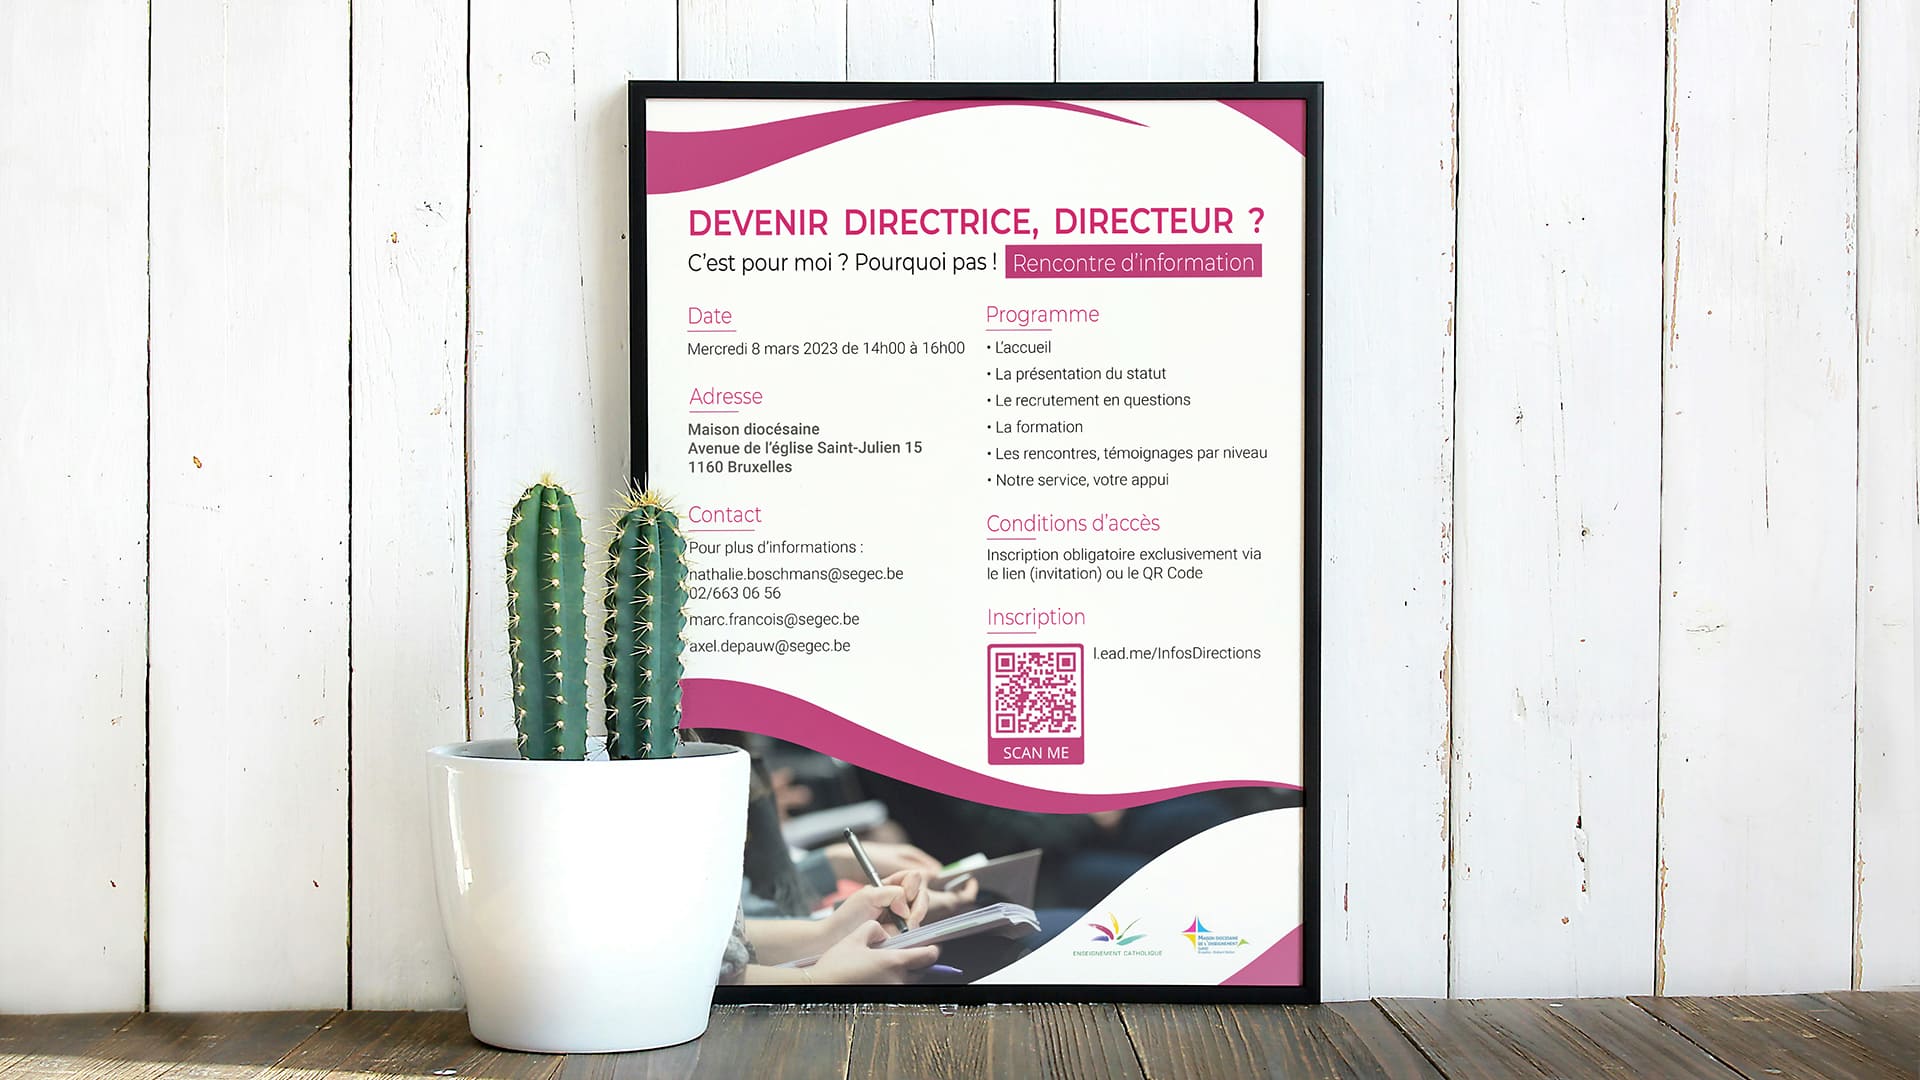 DEVENIR DIRECTRICE, DIRECTEUR ?
C'est pour moi ? Pourquoi pas ! Rencontre d'information
Date
Mercredi 8 mars 2023 de 14h00 à 16h00
Adresse
Maison diocésaine
Avenue de l'église Saint-Julien 15
1160 Bruxelles
Contact
Pour plus d'informations :
nathalie.boschmans@segec.be
02/663 06 56
marc.francois@segec.be
axel.depauw@segec.be
Programme
• L'accueil
• La présentation du statut
• Le recrutement en questions
• La formation
• Les rencontres, témoignages par niveau
• Notre service, votre appui
Conditions d'accès
Inscription obligatoire exclusivement via
le lien (invitation) ou le QR Code
Inscription
l.ead.me/InfosDirections
SCAN ME
ENSEIGNEMENT CATHOLIQUE
MAISON DIOCÉSAINE
DE L'ENSEIGNEMENT